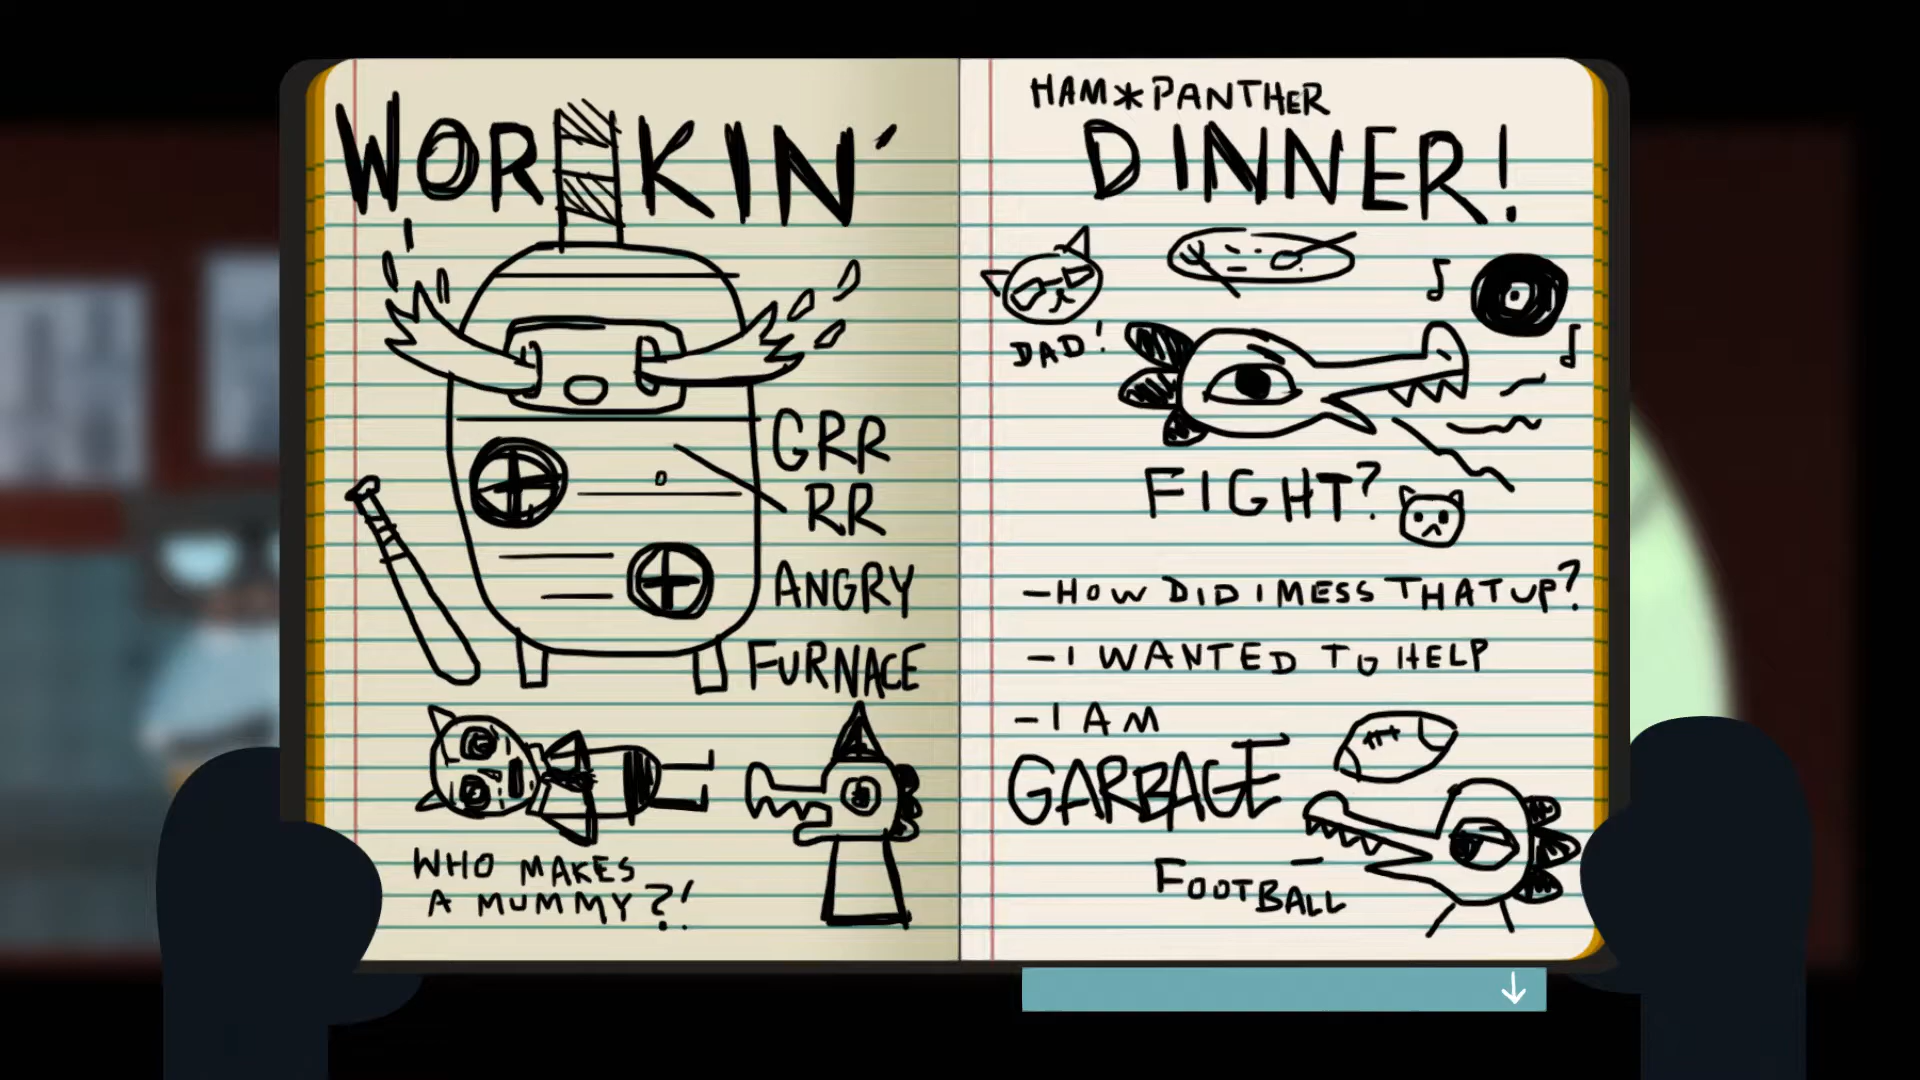 WORKIN'
GRR
RR
ANGRY
FURNACE
WHO MAKES
A MUMMY?!
HAM*PANTHER
DINNER!
DAD!
FIGHT?
-HOW DID I MESS THAT UP?
-I WANTED TO HELP
-I AM
GARBAGE
FOOTBALL